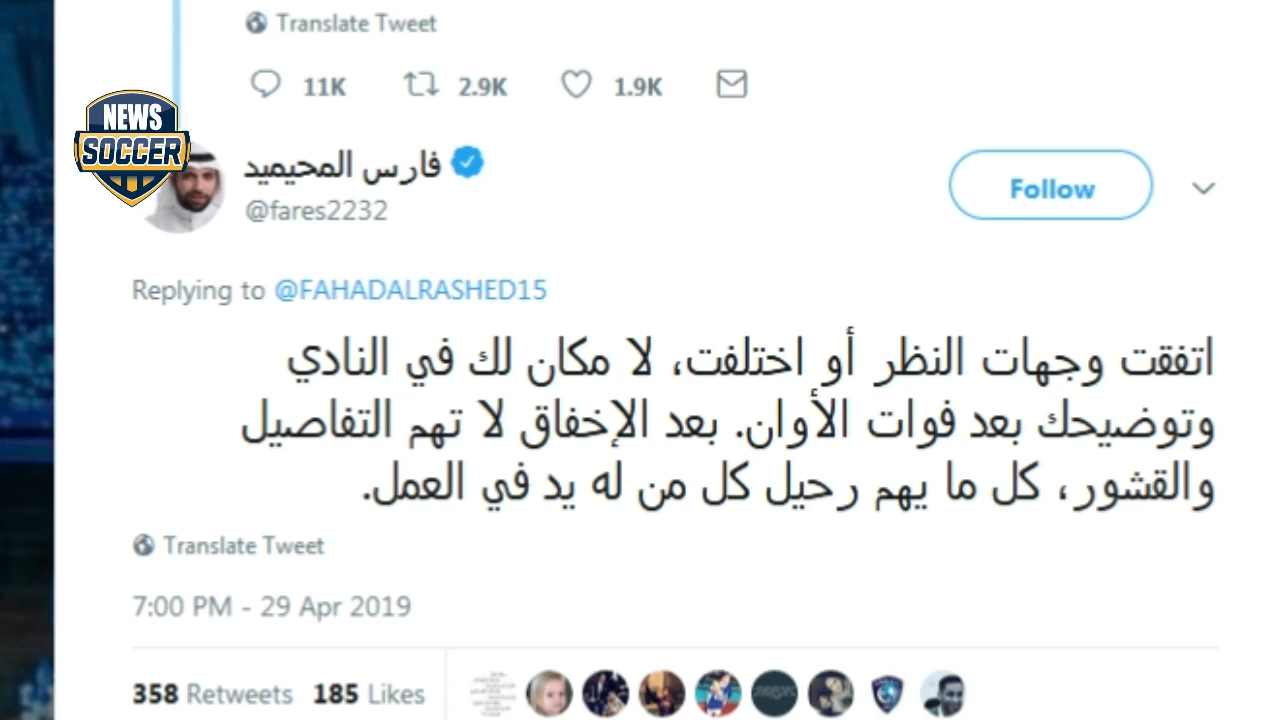 Translate Tweet
11K 2.9K 1.9K
NEWS
SOCCER
فارس المحيميد
@fares2232
Follow
Replying to @FAHADALRASHED15
اتفقت وجهات النظر أو اختلفت، لا مكان لك في النادي
وتوضيحك بعد فوات الأوان. بعد الإخفاق لا تهم التفاصيل
والقشور، كل ما يهم رحيل كل من له يد في العمل.
Translate Tweet
7:00 PM - 29 Apr 2019
358 Retweets 185 Likes